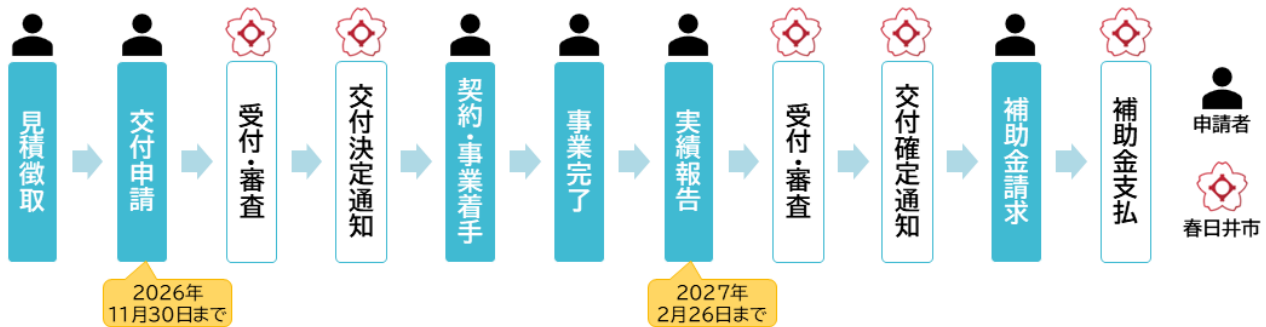 見積徴取
交付申請
受付・審査
交付決定通知
契約・事業着手
事業完了
実績報告
受付・審査
交付確定通知
補助金請求
補助金支払
申請者
春日井市
2026年
11月30日まで
2027年
2月26日まで